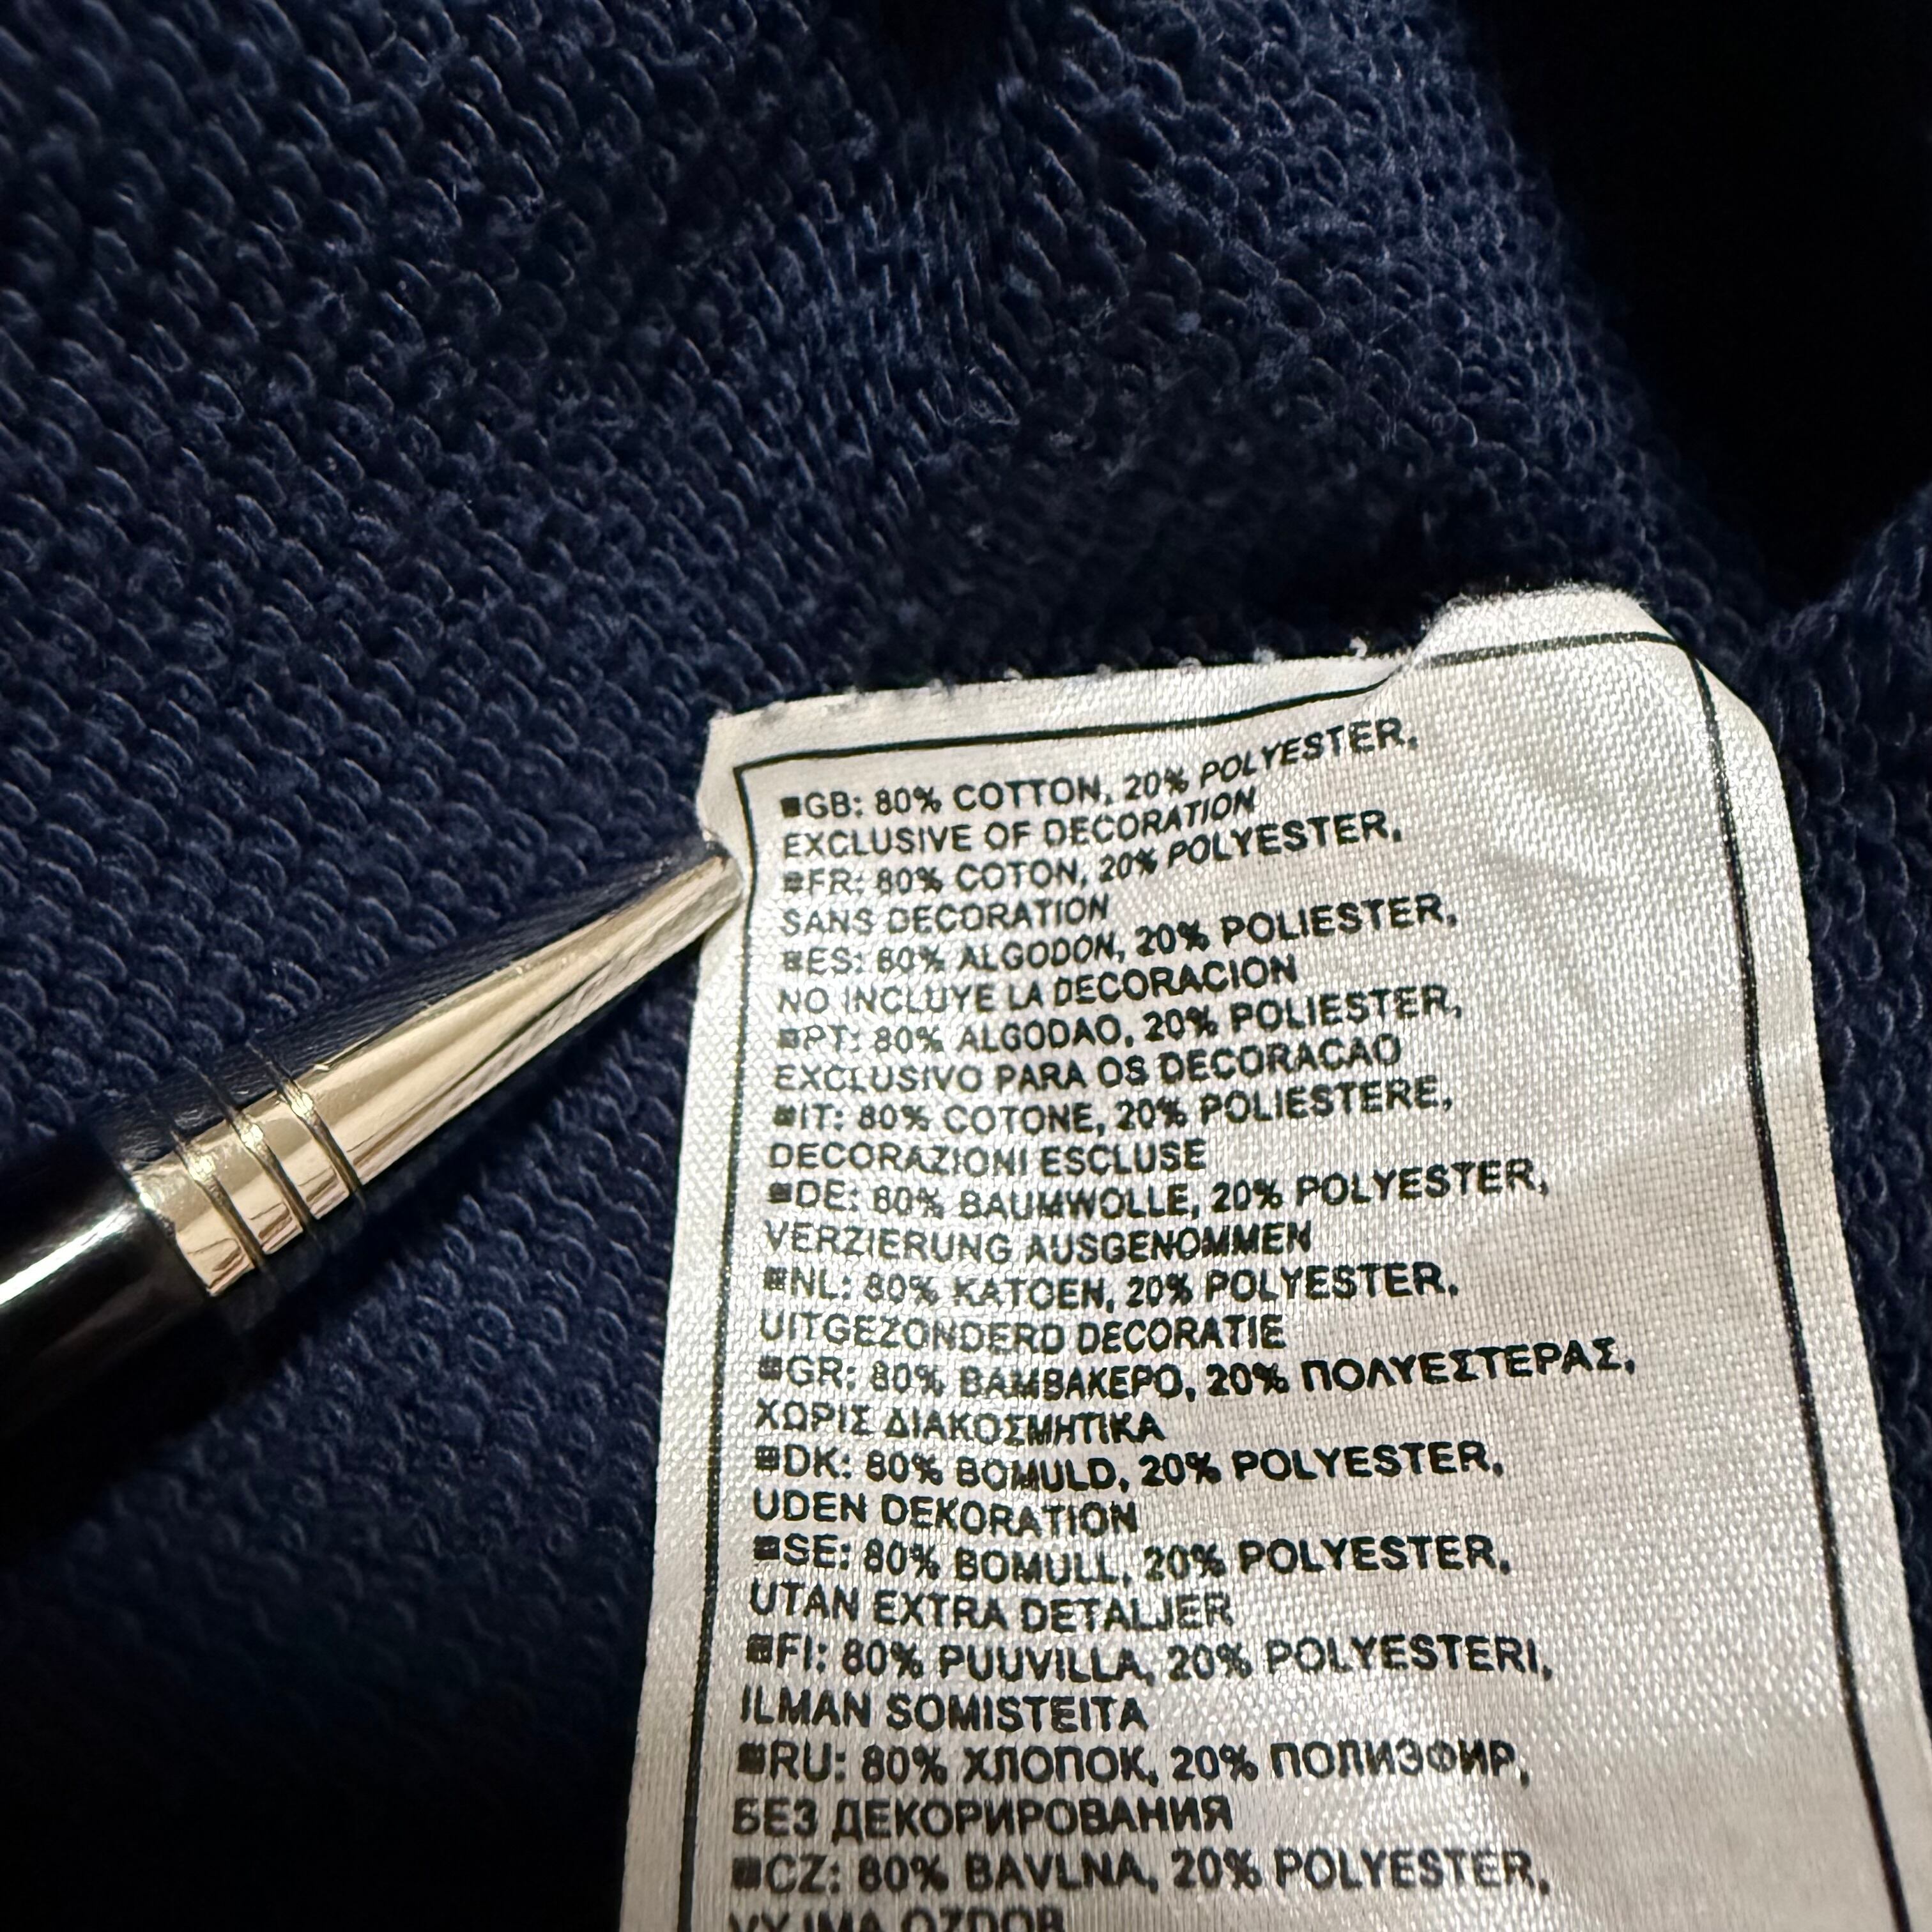 ■GB: 80% COTTON, 20% POLYESTER,
EXCLUSIVE OF DECORATION
■FR: 80% COTON, 20% POLYESTER,
SANS DECORATION
■ES: 80% ALGODON, 20% POLIESTER,
NO INCLUYE LA DECORACION
■PT: 80% ALGODAO, 20% POLIESTER,
EXCLUSIVO PARA OS DECORACAO
■IT: 80% COTONE, 20% POLIESTERE,
DECORAZIONI ESCLUSE
■DE: 80% BAUMWOLLE, 20% POLYESTER,
VERZIERUNG AUSGENOMMEN
■NL: 80% KATOEN, 20% POLYESTER,
UITGEZONDERD DECORATIE
■GR: 80% ΒΑΜΒΑΚΕΡΟ, 20% ΠΟΛΥΕΣΤΕΡΑΣ,
ΧΩΡΙΣ ΔΙΑΚΟΣΜΗΤΙΚΑ
■DK: 80% BOMULD, 20% POLYESTER,
UDEN DEKORATION
■SE: 80% BOMULL, 20% POLYESTER,
UTAN EXTRA DETALJER
■FI: 80% PUUVILLA, 20% POLYESTERI,
ILMAN SOMISTEITA
■RU: 80% ХЛОПОК, 20% ПОЛИЭФИР,
БЕЗ ДЕКОРИРОВАНИЯ
■CZ: 80% BAVLNA, 20% POLYESTER,
VYJMA OZDOB